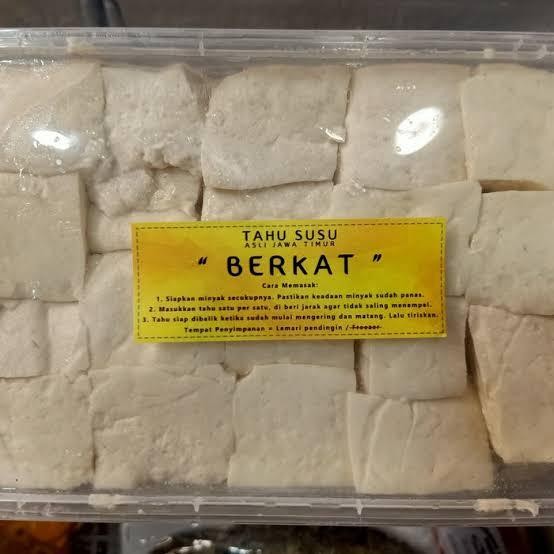 TAHU SUSU
ASLI JAWA TIMUR
“ BERKAT ”
Cara Memasak:
1. Siapkan minyak secukupnya. Pastikan keadaan minyak sudah panas.
2. Masukkan tahu satu per satu, di beri jarak agar tidak saling menempel.
3. Tahu siap dibalik ketika sudah mulai mengering dan matang. Lalu tiriskan.
Tempat Penyimpanan = Lemari pendingin / Freezer